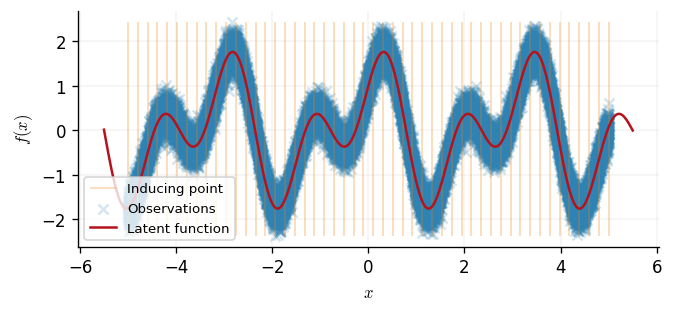 2
1
0
−1
−2
f(x)
Inducing point
Observations
Latent function
−6
−4
−2
0
2
4
6
x